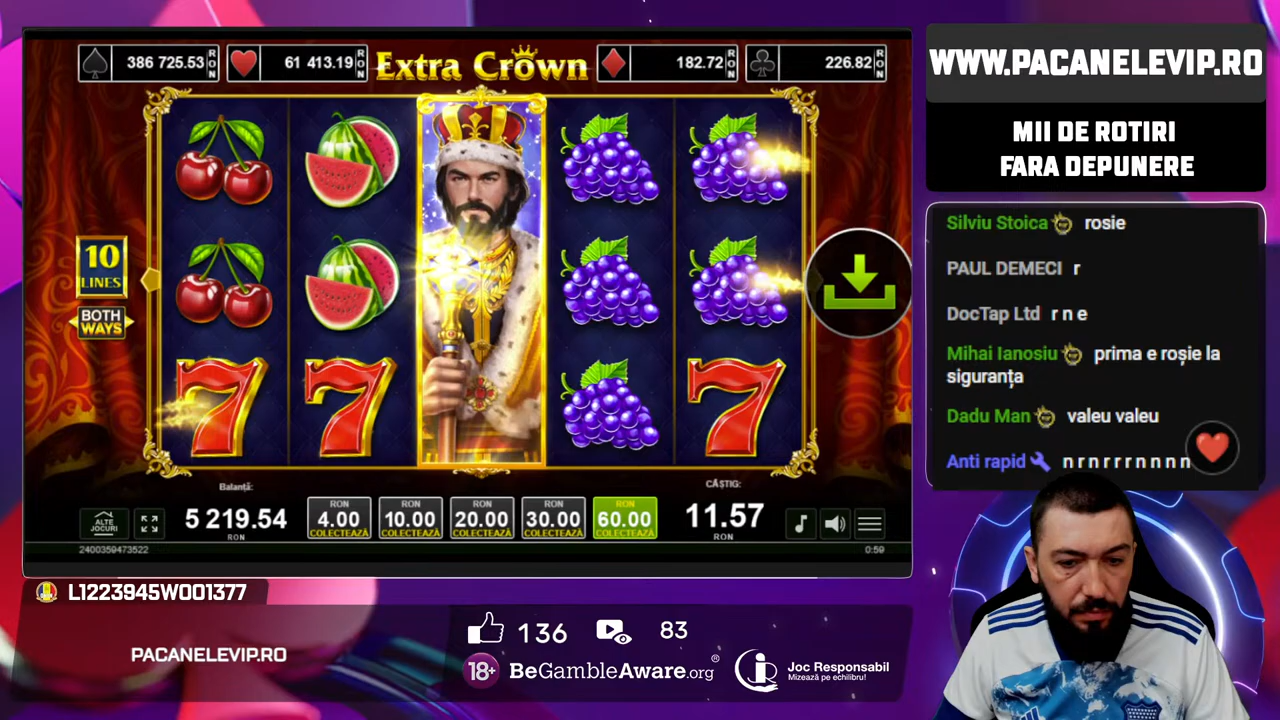 386 725.53 RON
61 413.19 RON
Extra Crown
182.72 RON
226.82 RON
10
LINES
BOTH
WAYS
Balanță:
5 219.54
RON
ALTE
JOCURI
RON
4.00
COLECTEAZĂ
RON
10.00
COLECTEAZĂ
RON
20.00
COLECTEAZĂ
RON
30.00
COLECTEAZĂ
RON
60.00
COLECTEAZĂ
CÂȘTIG:
11.57
RON
2400359473522
0:59
WWW.PACANELEVIP.RO
MII DE ROTIRI
FARA DEPUNERE
Silviu Stoica rosie
PAUL DEMECI r
DocTap Ltd r n e
Mihai Ianosiu prima e roșie la
siguranța
Dadu Man valeu valeu
Anti rapid n r n r r r n n n n
L1223945W001377
PACANELEVIP.RO
136
83
18+ BeGambleAware.org®
Joc Responsabil
Mizează pe echilibru!